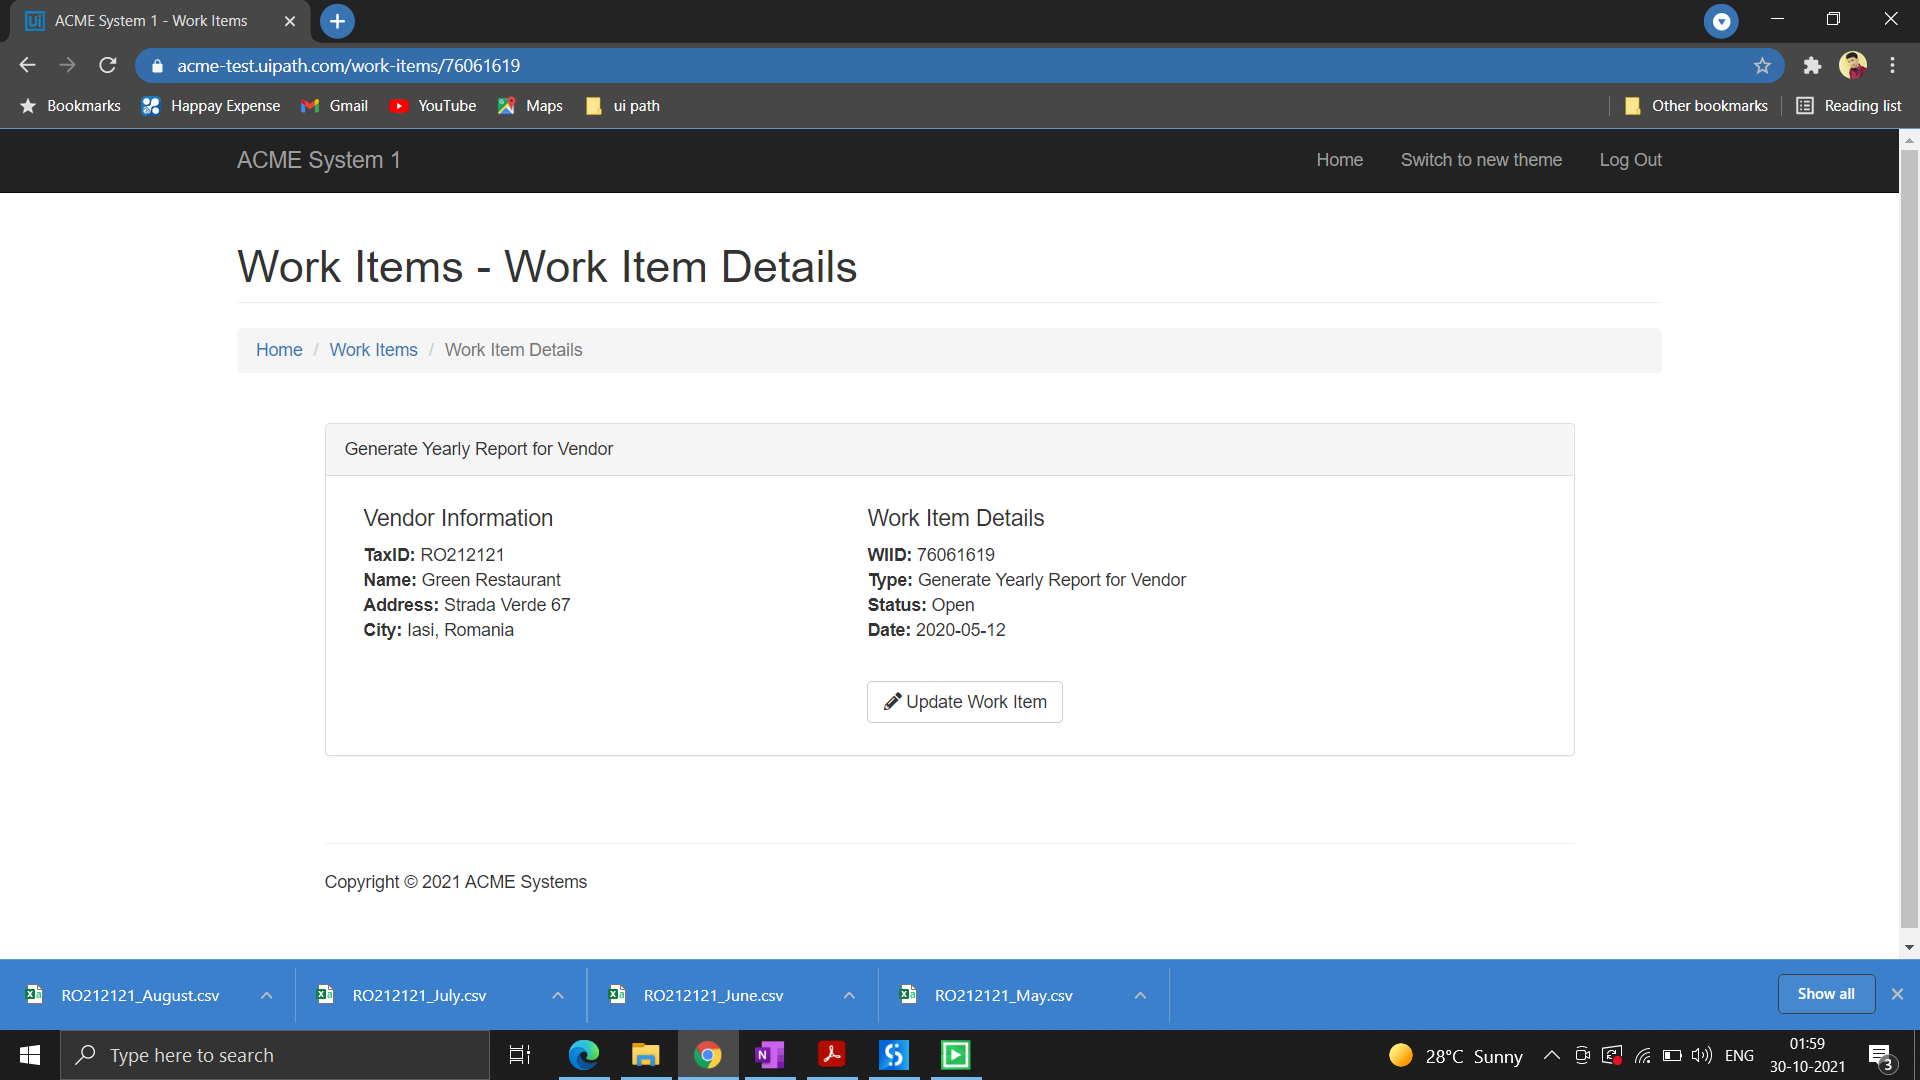 ACME System 1 - Work Items
acme-test.uipath.com/work-items/76061619
Bookmarks Happay Expense Gmail YouTube Maps ui path Other bookmarks Reading list
ACME System 1 Home Switch to new theme Log Out
Work Items - Work Item Details
Home / Work Items / Work Item Details
Generate Yearly Report for Vendor
Vendor Information
TaxID: RO212121
Name: Green Restaurant
Address: Strada Verde 67
City: Iasi, Romania
Work Item Details
WIID: 76061619
Type: Generate Yearly Report for Vendor
Status: Open
Date: 2020-05-12
Update Work Item
Copyright © 2021 ACME Systems
RO212121_August.csv RO212121_July.csv RO212121_June.csv RO212121_May.csv Show all
Type here to search
28°C Sunny
ENG
01:59
30-10-2021
3